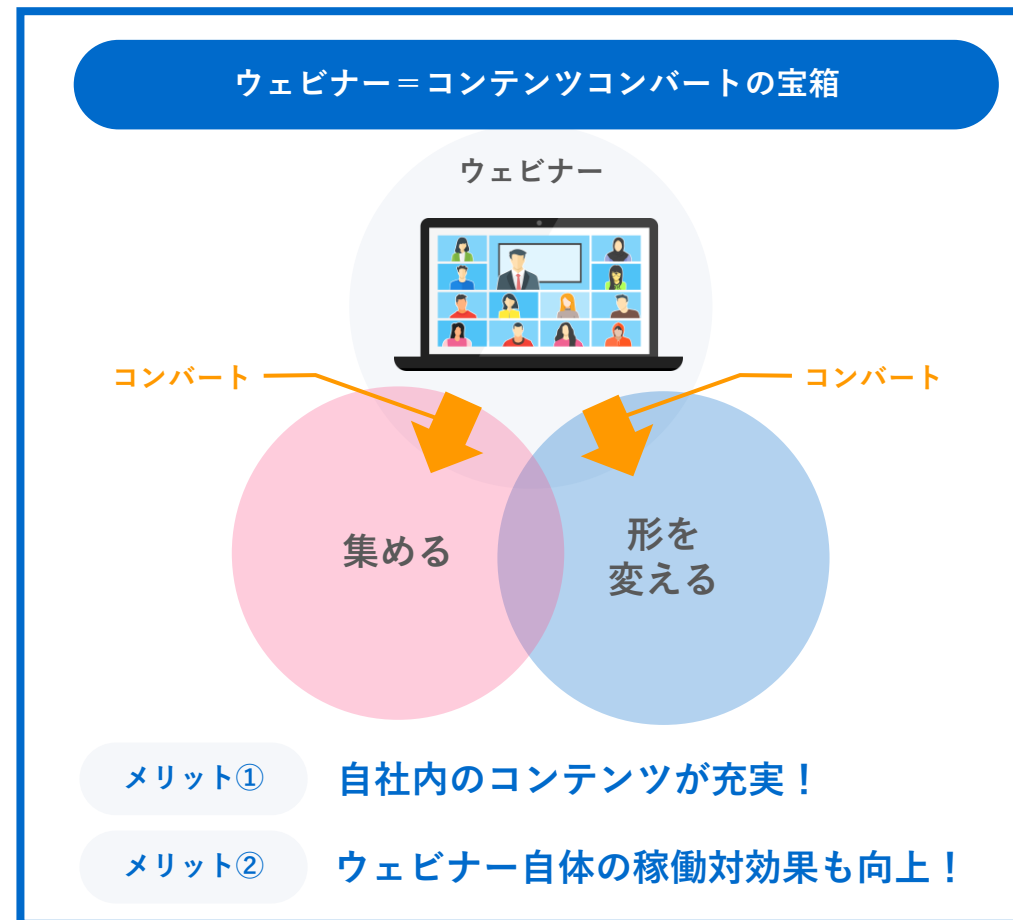 ウェビナー＝コンテンツコンバートの宝箱
ウェビナー
コンバート
コンバート
集める
形を
変える
メリット①
自社内のコンテンツが充実！
メリット②
ウェビナー自体の稼働対効果も向上！